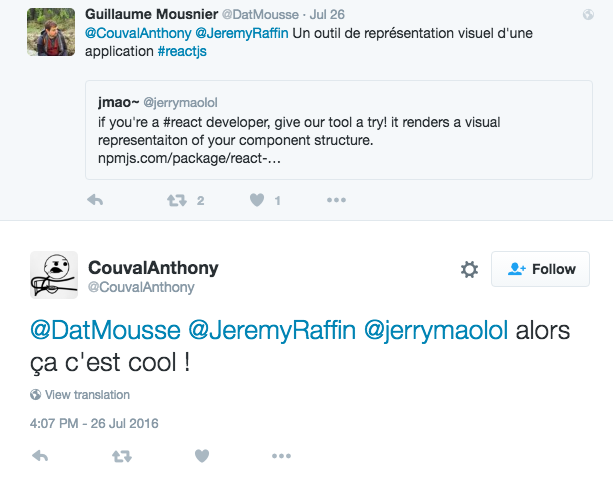 Guillaume Mousnier @DatMousse · Jul 26
@CouvalAnthony @JeremyRaffin Un outil de représentation visuel d'une
application #reactjs
jmao~ @jerrymaolol
if you're a #react developer, give our tool a try! it renders a visual
representaiton of your component structure.
npmjs.com/package/react-…
2
1
CouvalAnthony
@CouvalAnthony
Follow
@DatMousse @JeremyRaffin @jerrymaolol alors
ça c'est cool !
View translation
4:07 PM - 26 Jul 2016